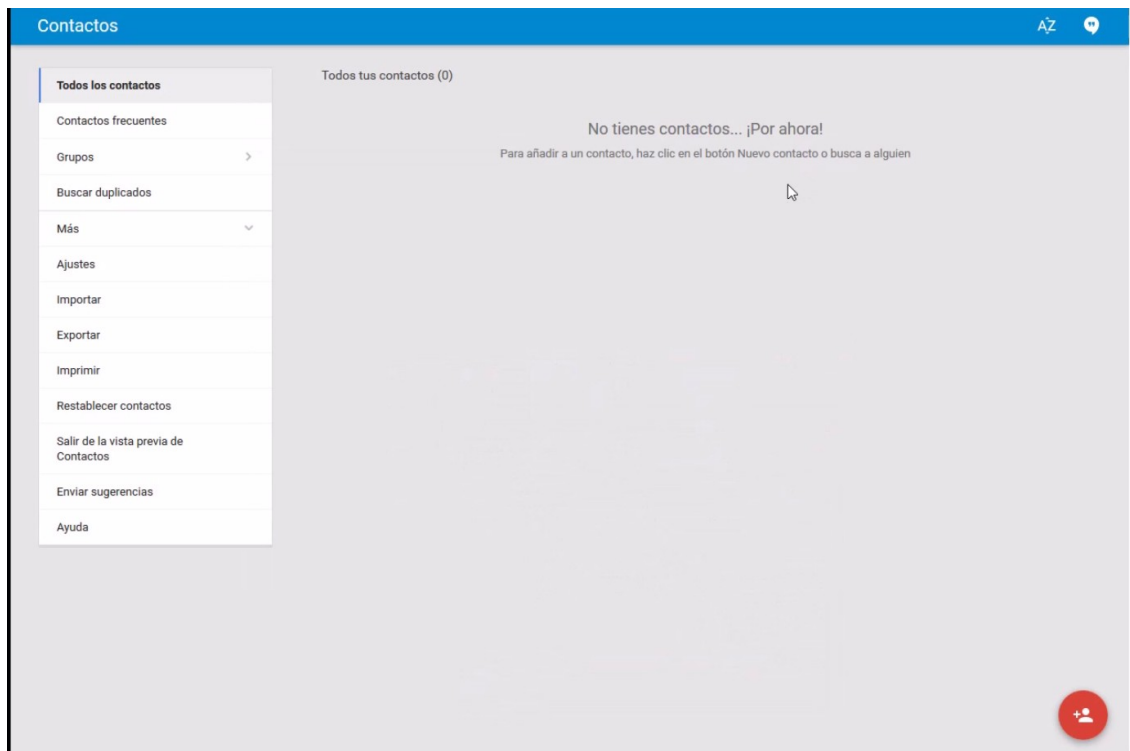 Contactos
AZ
Todos los contactos
Contactos frecuentes
Grupos
Buscar duplicados
Más
Ajustes
Importar
Exportar
Imprimir
Restablecer contactos
Salir de la vista previa de
Contactos
Enviar sugerencias
Ayuda
Todos tus contactos (0)
No tienes contactos... ¡Por ahora!
Para añadir a un contacto, haz clic en el botón Nuevo contacto o busca a alguien